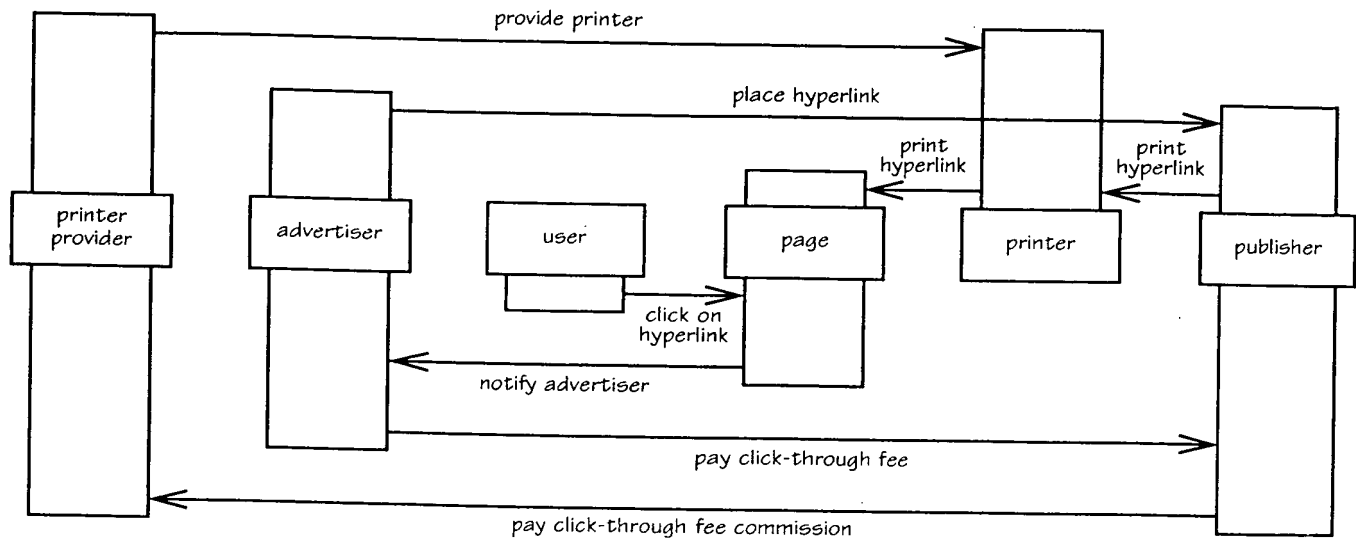 provide printer
place hyperlink
print
hyperlink
print
hyperlink
printer
provider
advertiser
user
page
printer
publisher
click on
hyperlink
notify advertiser
pay click-through fee
pay click-through fee commission